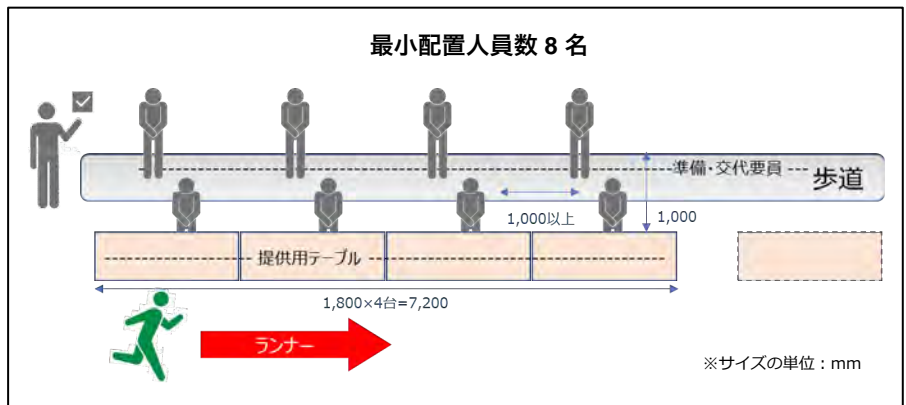 最小配置人員数 8 名
準備・交代要員
歩道
1,000以上
1,000
提供用テーブル
1,800×4台=7,200
ランナー
※サイズの単位：mm